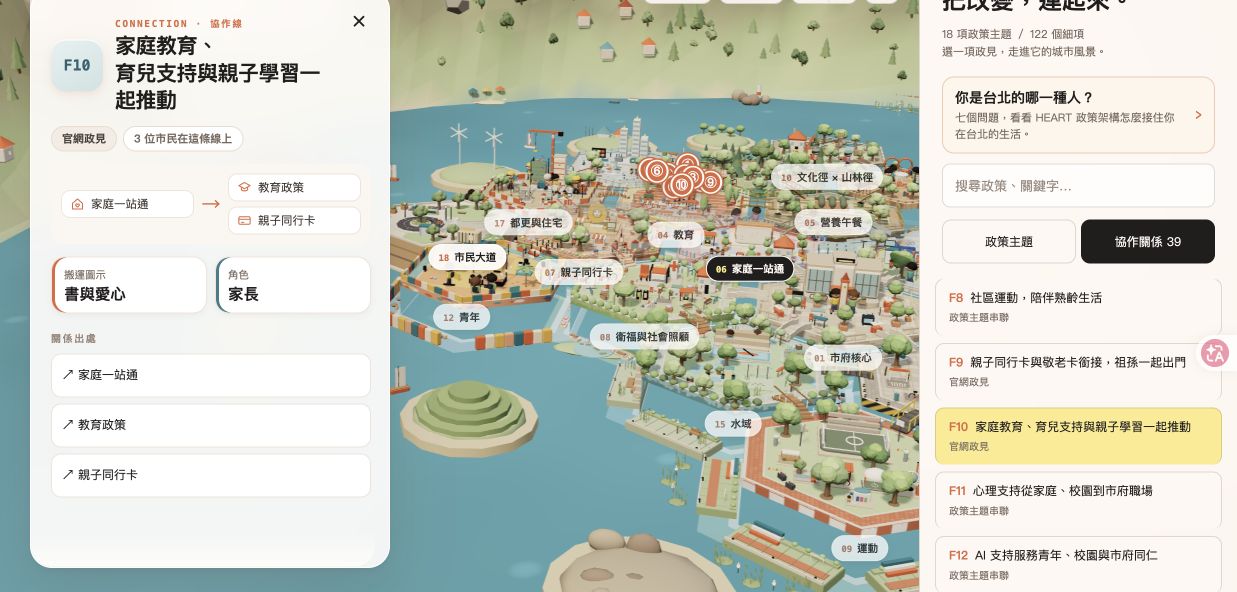 CONNECTION · 協作線
F10
家庭教育、
育兒支持與親子學習一
起推動
官網政見
3 位市民在這條線上
家庭一站通
教育政策
親子同行卡
搬運圖示
書與愛心
角色
家長
關係出處
↗ 家庭一站通
↗ 教育政策
↗ 親子同行卡
6
8
10
9
10 文化徑 × 山林徑
17 都更與住宅
04 教育
05 營養午餐
18 市民大道
07 親子同行卡
06 家庭一站通
12 青年
08 衛福與社會照顧
01 市府核心
15 水域
09 運動
把改變，連起來。
18 項政策主題 / 122 個細項
選一項政見，走進它的城市風景。
你是台北的哪一種人？
七個問題，看看 HEART 政策架構怎麼接住你
在台北的生活。
搜尋政策、關鍵字...
政策主題
協作關係 39
F8 社區運動，陪伴熟齡生活
政策主題串聯
F9 親子同行卡與敬老卡銜接，祖孫一起出門
官網政見
F10 家庭教育、育兒支持與親子學習一起推動
官網政見
F11 心理支持從家庭、校園到市府職場
政策主題串聯
F12 AI 支持服務青年、校園與市府同仁
政策主題串聯